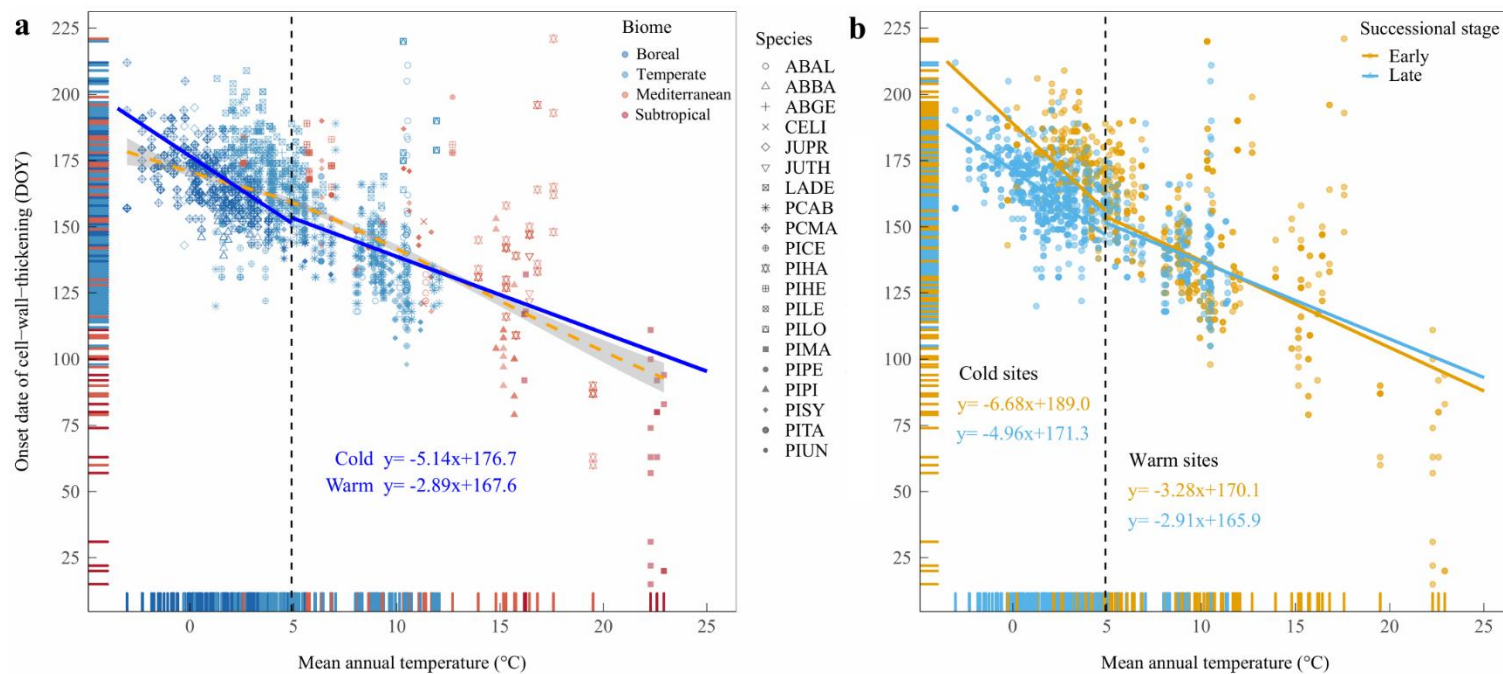 a
Onset date of cell-wall-thickening (DOY)
225
200
175
150
125
100
75
50
25
0
5
10
15
20
25
Mean annual temperature (°C)
Biome
Boreal
Temperate
Mediterranean
Subtropical
Cold y= -5.14x+176.7
Warm y= -2.89x+167.6
Species
ABAL
ABBA
ABGE
CELI
JUPR
JUTH
LADE
PCAB
PCMA
PICE
PIHA
PIHE
PILE
PILO
PIMA
PIPE
PIPI
PISY
PITA
PIUN
b
225
200
175
150
125
100
75
50
25
0
5
10
15
20
25
Mean annual temperature (°C)
Successional stage
Early
Late
Cold sites
y= -6.68x+189.0
y= -4.96x+171.3
Warm sites
y= -3.28x+170.1
y= -2.91x+165.9